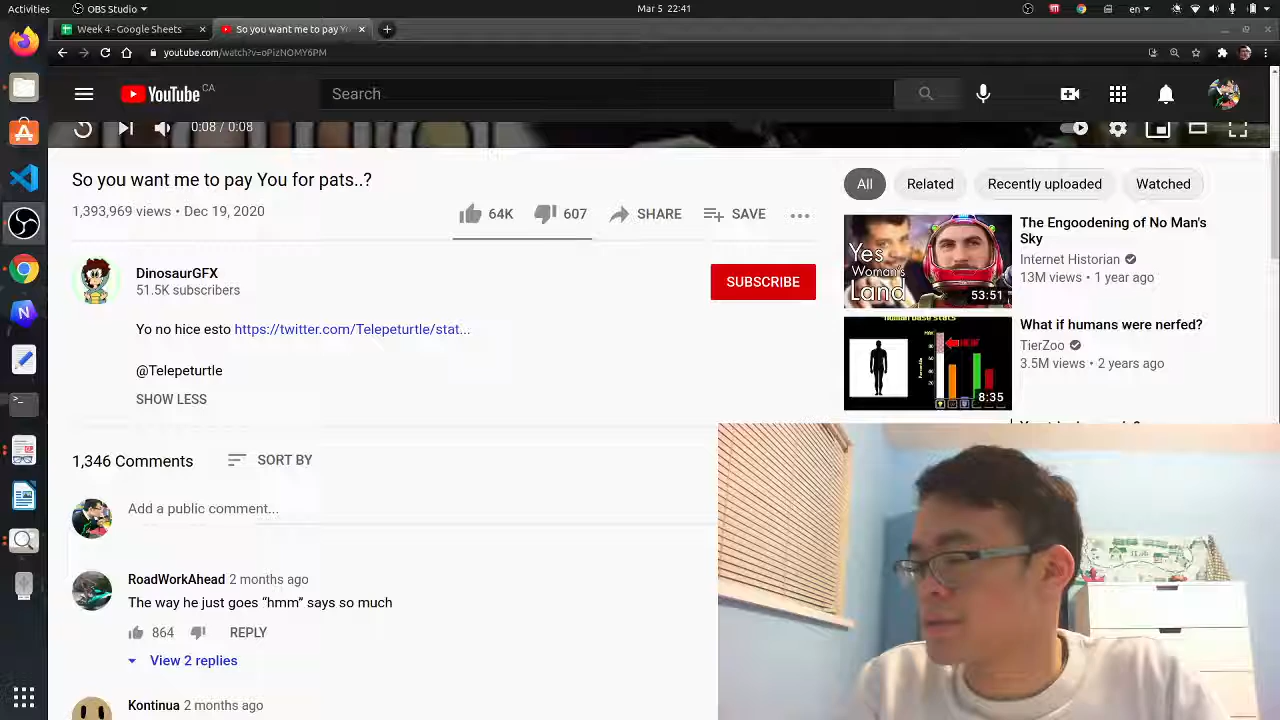 Activities
OBS Studio
Mar 5 22:41
en
Week 4 - Google Sheets
So you want me to pay Yo
youtube.com/watch?v=oPizNOMY6PM
YouTube CA
Search
0:08 / 0:08
So you want me to pay You for pats..?
1,393,969 views • Dec 19, 2020
64K
607
SHARE
SAVE
DinosaurGFX
51.5K subscribers
SUBSCRIBE
Yo no hice esto https://twitter.com/Telepeturtle/stat...
@Telepeturtle
SHOW LESS
1,346 Comments
SORT BY
Add a public comment...
RoadWorkAhead 2 months ago
The way he just goes “hmm” says so much
864
REPLY
View 2 replies
Kontinua 2 months ago
All
Related
Recently uploaded
Watched
Yes
Woman's
Land
53:51
The Engoodening of No Man's
Sky
Internet Historian
13M views • 1 year ago
human base stats
8:35
What if humans were nerfed?
TierZoo
3.5M views • 2 years ago